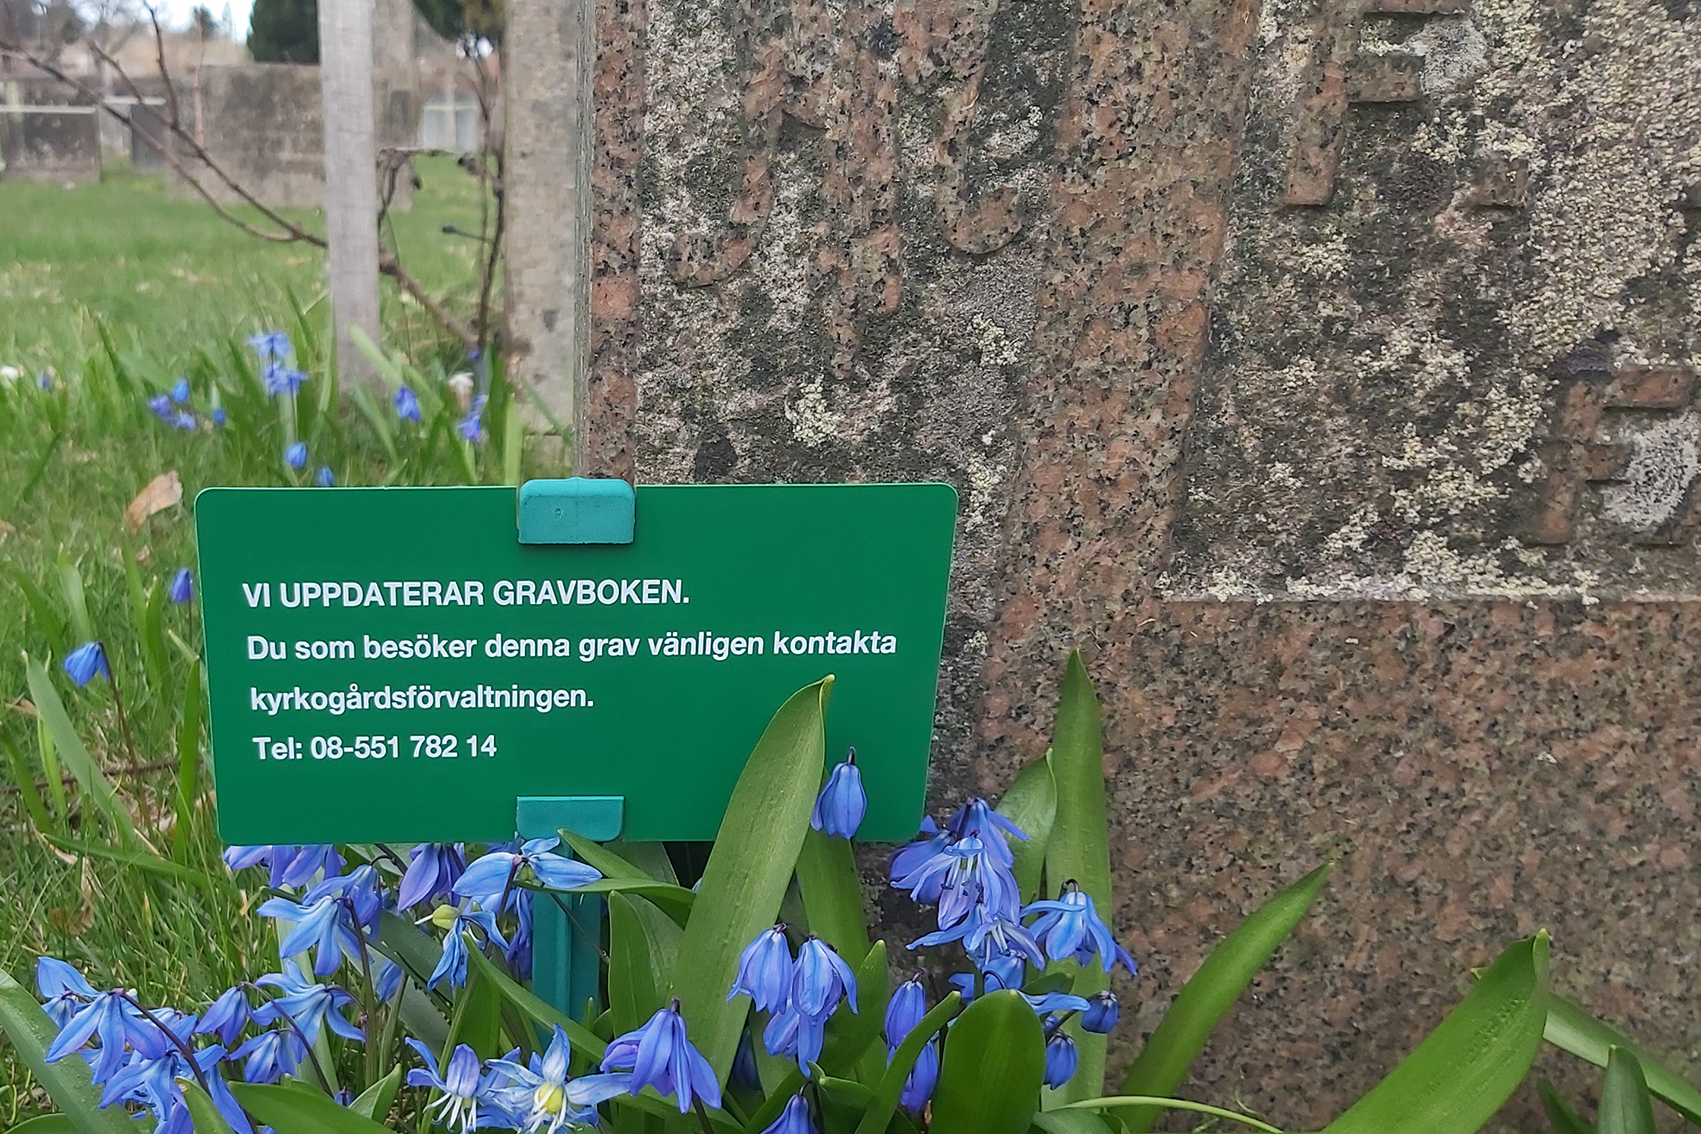 VI UPPDATERAR GRAVBOKEN.
Du som besöker denna grav vänligen kontakta
kyrkogårdsförvaltningen.
Tel: 08-551 782 14